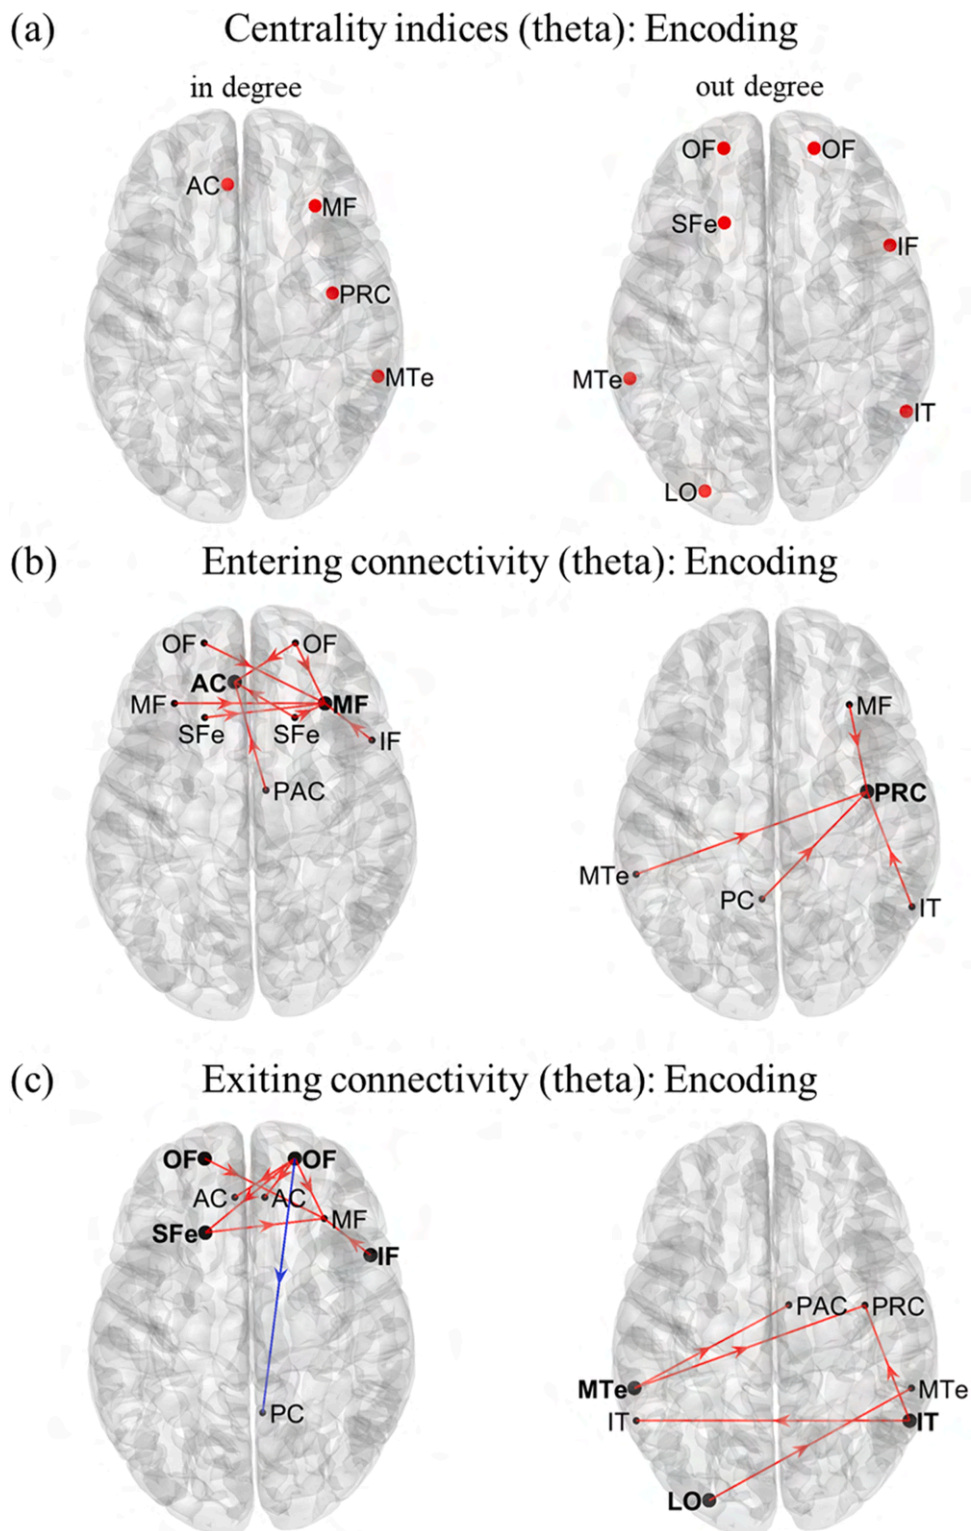 (a) Centrality indices (theta): Encoding
in degree
out degree
OF OF
AC
MF
SFe
IF
PRC
MTe
MTe
IT
LO
(b) Entering connectivity (theta): Encoding
OF OF
AC
MF MF
MF
SFe SFe
IF
PAC
PRC
MTe
PC
IT
(c) Exiting connectivity (theta): Encoding
OF OF
AC AC
MF
SFe
IF
PAC PRC
MTe MTe
PC
IT IT
LO